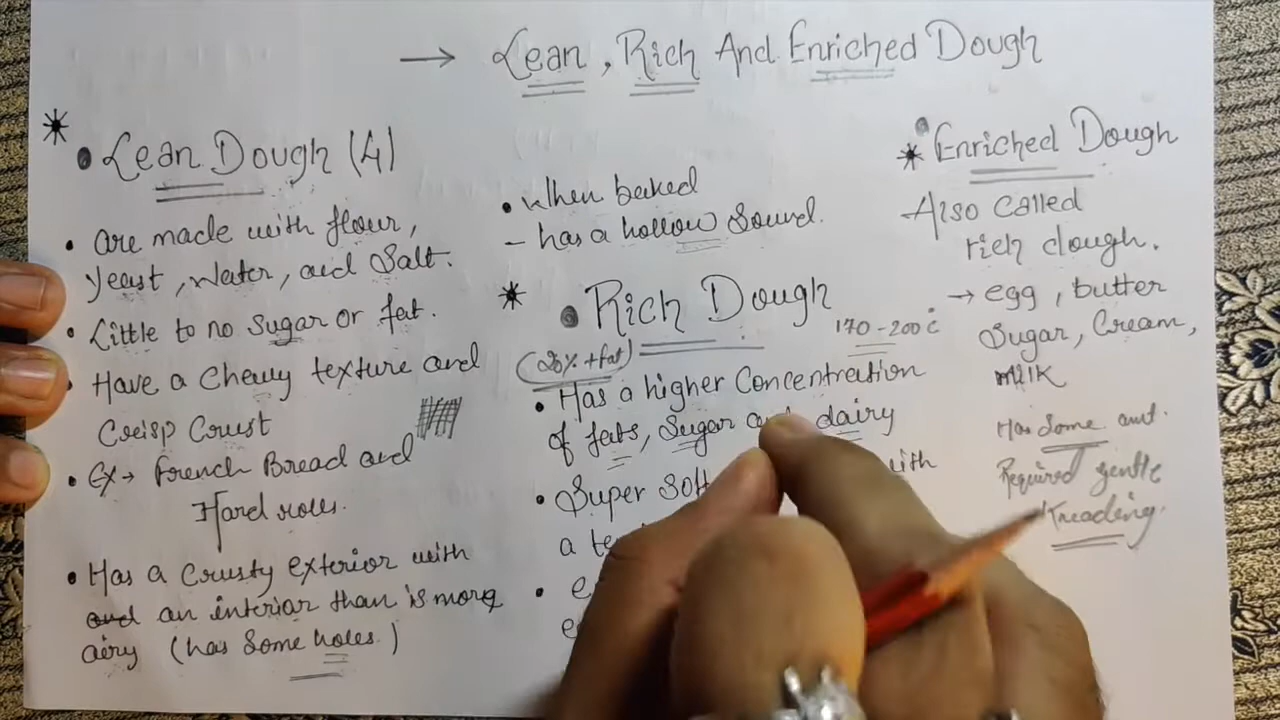 → Lean, Rich And Enriched Dough
* • Lean Dough (4)
• are made with flour,
yeast, water, and Salt.
• Little to no sugar or fat.
• Have a Chewy texture and
Crisp Crust
• Ex → French Bread and
Hard roles.
• Has a Crusty exterior with
and an interiar than is more
airy (has Some holes)
• When baked
- has a hollow Sound.
* • Rich Dough
170-200°c
(20% + fat)
• Has a higher Concentration
of fats, Sugar and dairy
• Super Soft with
a
•
* • Enriched Dough
Also called
rich dough.
→ egg, butter
Sugar, Cream,
milk
Has Some amt.
Required gentle
Kneading.